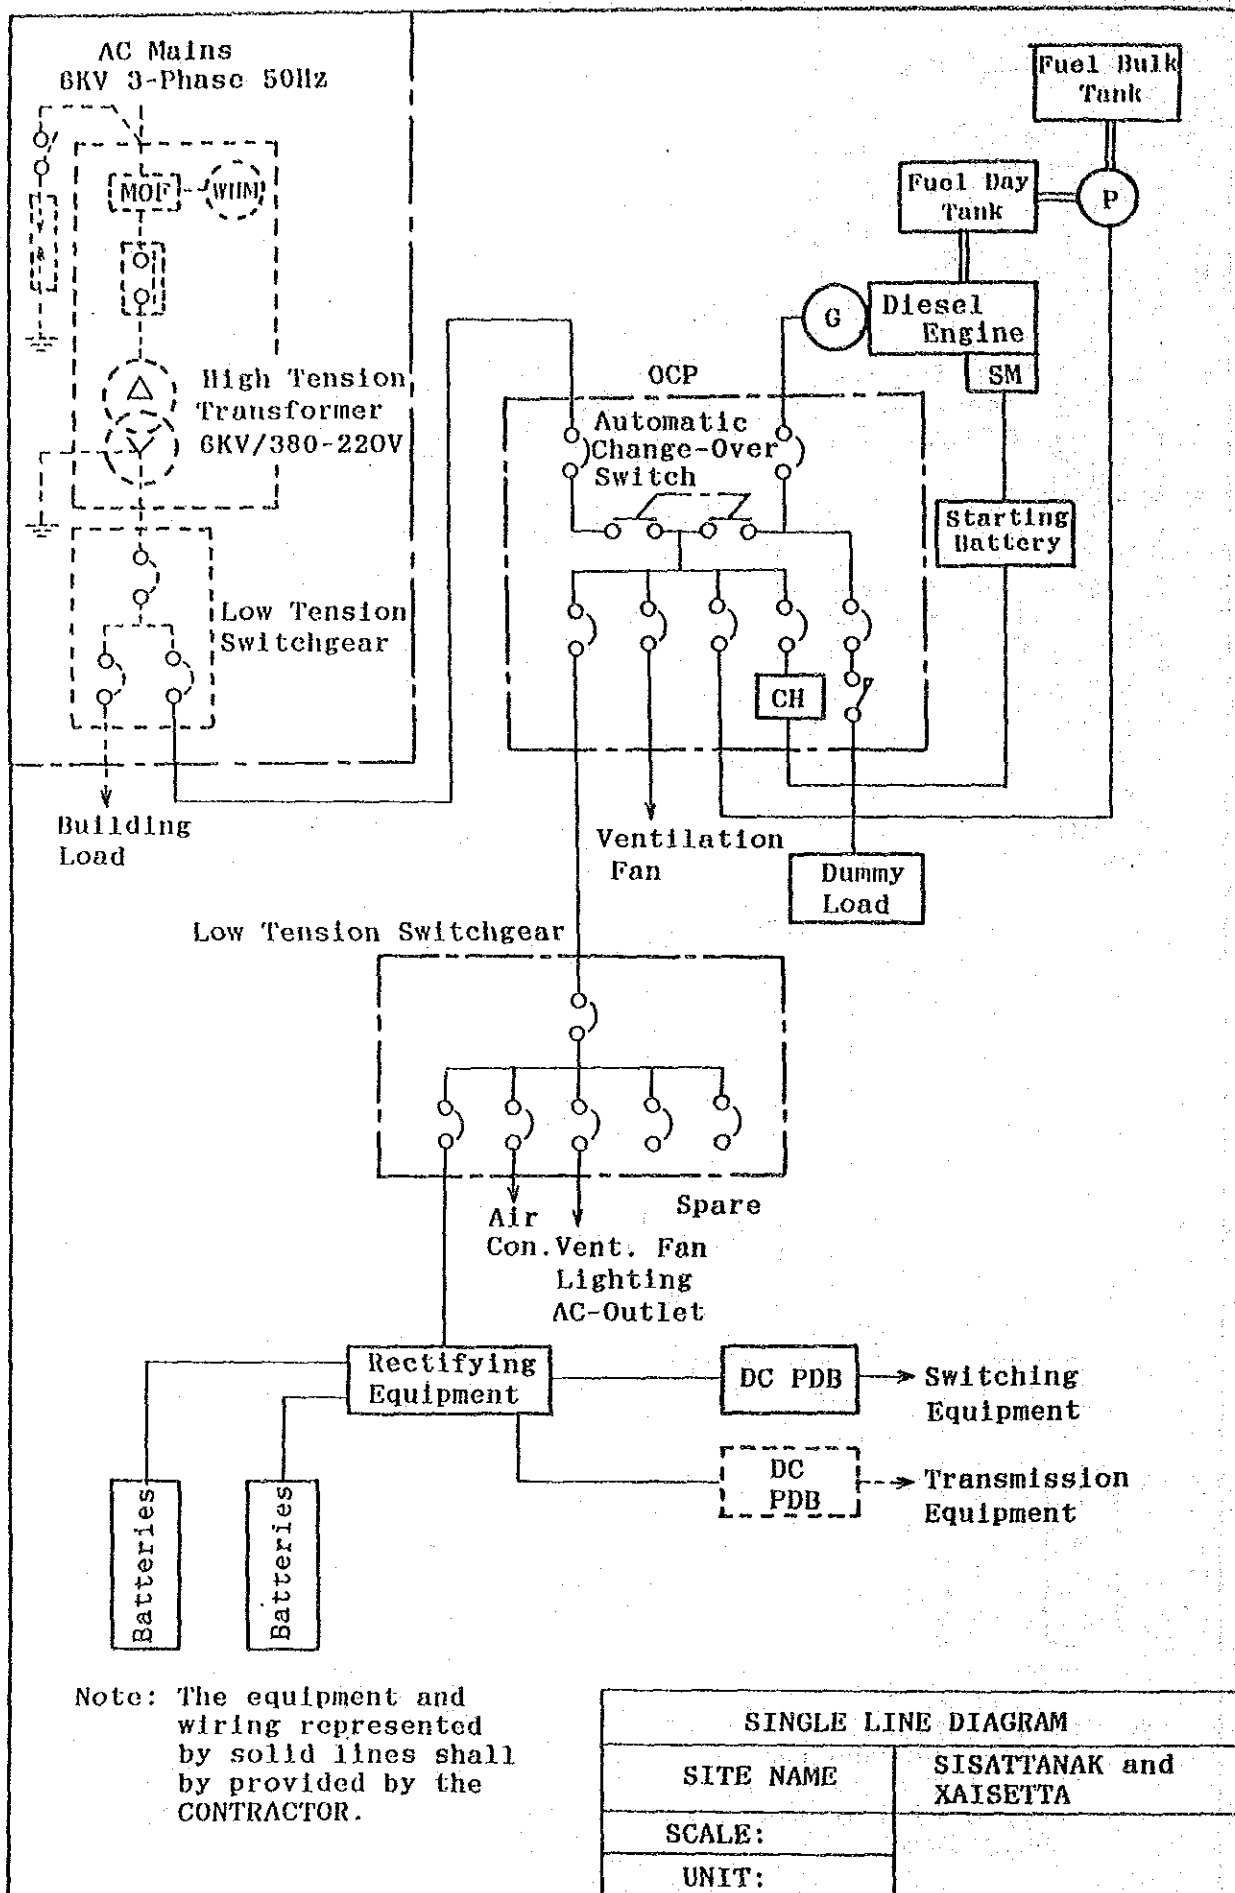 AC Mains
6KV 3-Phase 50Hz
MOF
WHM
High Tension
Transformer
6KV/380-220V
Low Tension
Switchgear
Building
Load
Fuel Bulk
Tank
Fuel Day
Tank
P
G
Diesel
Engine
SM
OCP
Automatic
Change-Over
Switch
Starting
Battery
CH
Ventilation
Fan
Dummy
Load
Low Tension Switchgear
Spare
Air
Con. Vent. Fan
Lighting
AC-Outlet
Rectifying
Equipment
DC PDB
Switching
Equipment
DC
PDB
Transmission
Equipment
Batteries
Batteries
Note: The equipment and
wiring represented
by solid lines shall
by provided by the
CONTRACTOR.
SINGLE LINE DIAGRAM
SITE NAME
SISATTANAK and
XAISETTA
SCALE:
UNIT: